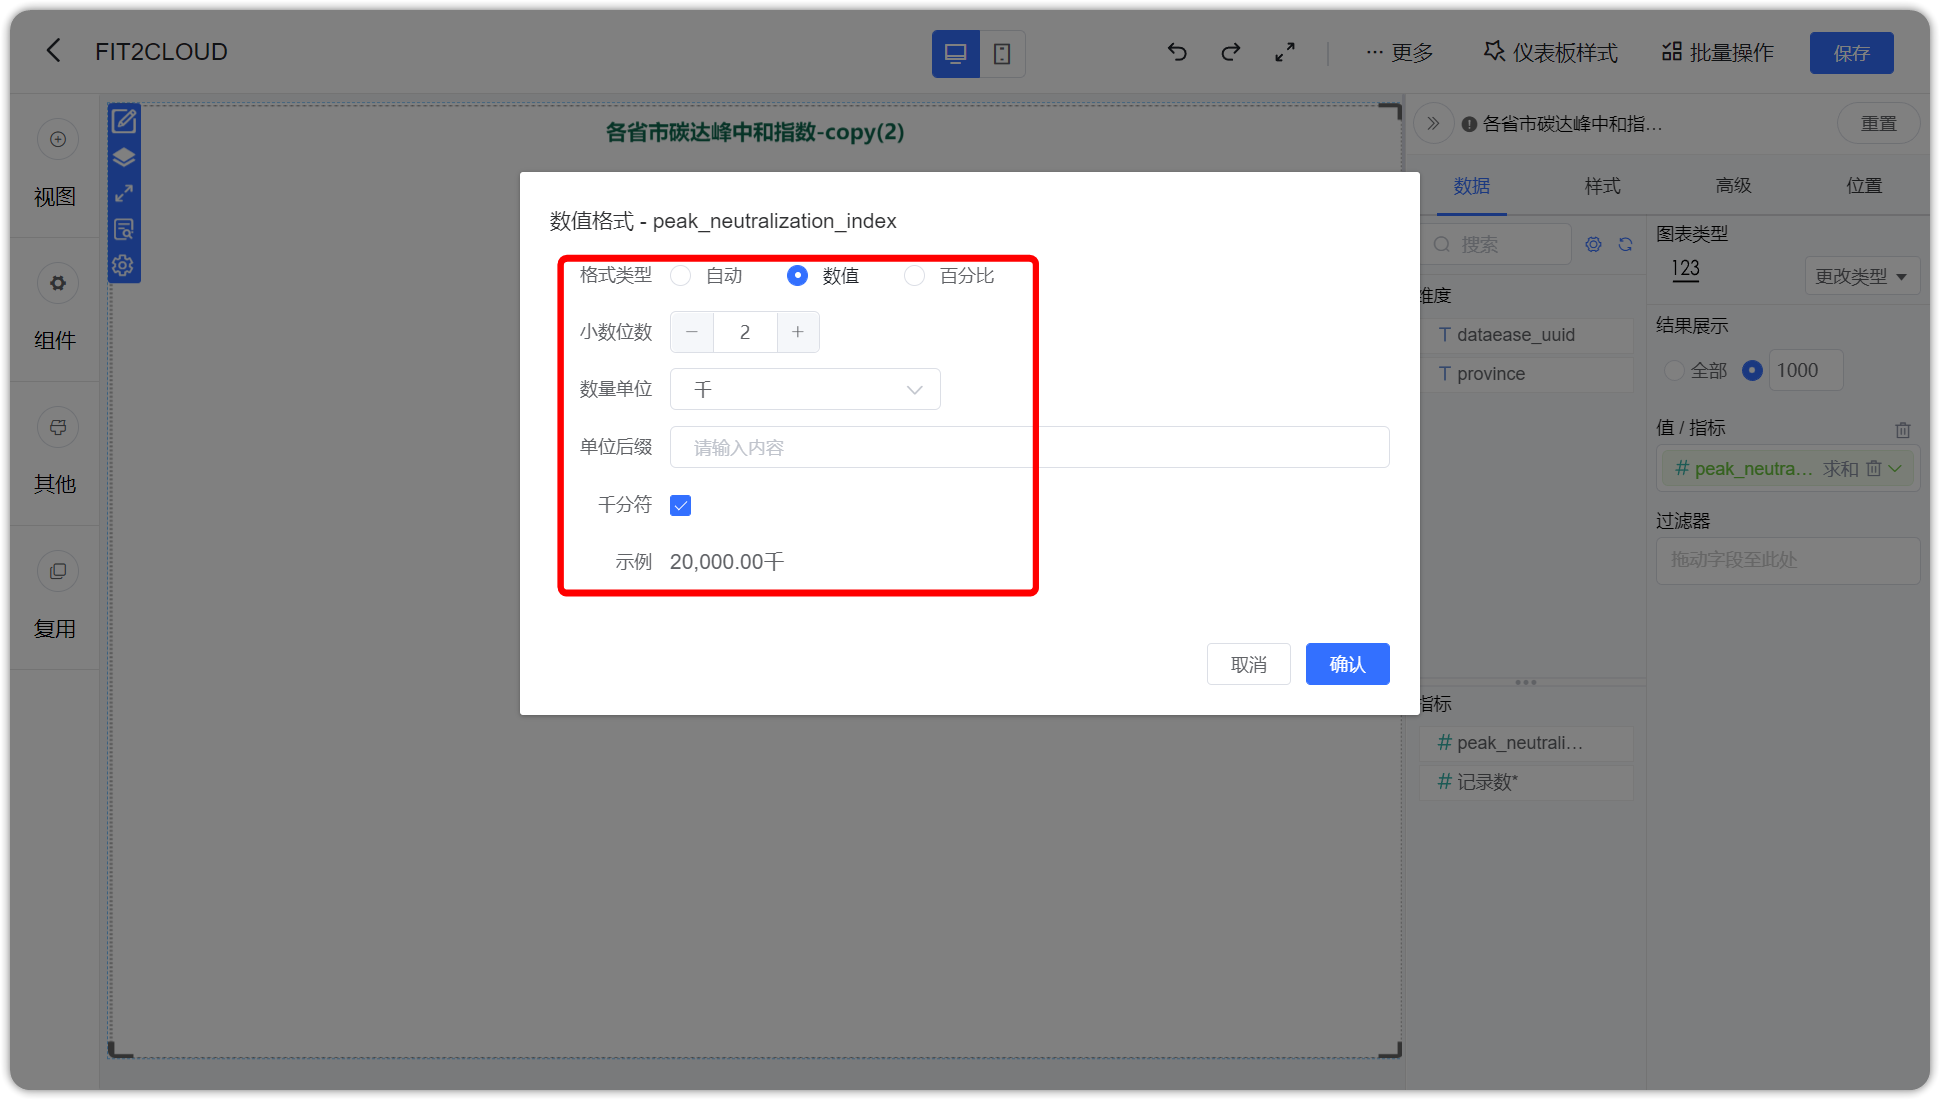 FIT2CLOUD
更多
仪表板样式
批量操作
保存
视图
组件
其他
复用
各省市碳达峰中和指数-copy(2)
各省市碳达峰中和指...
重置
数据
样式
高级
位置
搜索
维度
dataease_uuid
province
指标
peak_neutrali...
记录数*
图表类型
123
更改类型
结果展示
全部
1000
值 / 指标
peak_neutra... 求和
过滤器
拖动字段至此处
数值格式 - peak_neutralization_index
格式类型 自动 数值 百分比
小数位数 2
数量单位 千
单位后缀 请输入内容
千分符
示例 20,000.00千
取消
确认